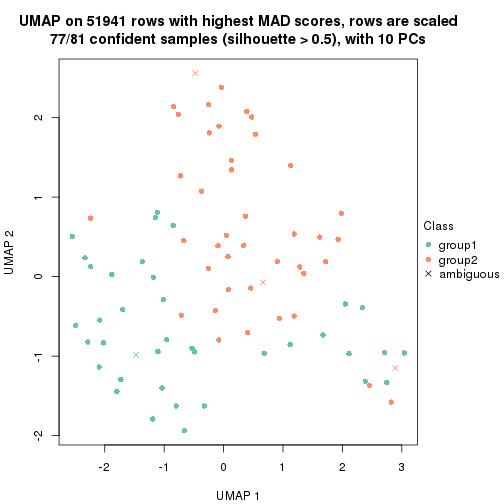 UMAP on 51941 rows with highest MAD scores, rows are scaled
77/81 confident samples (silhouette > 0.5), with 10 PCs
UMAP 2
2
1
0
-1
-2
-2
-1
0
1
2
3
UMAP 1
Class
group1
group2
ambiguous